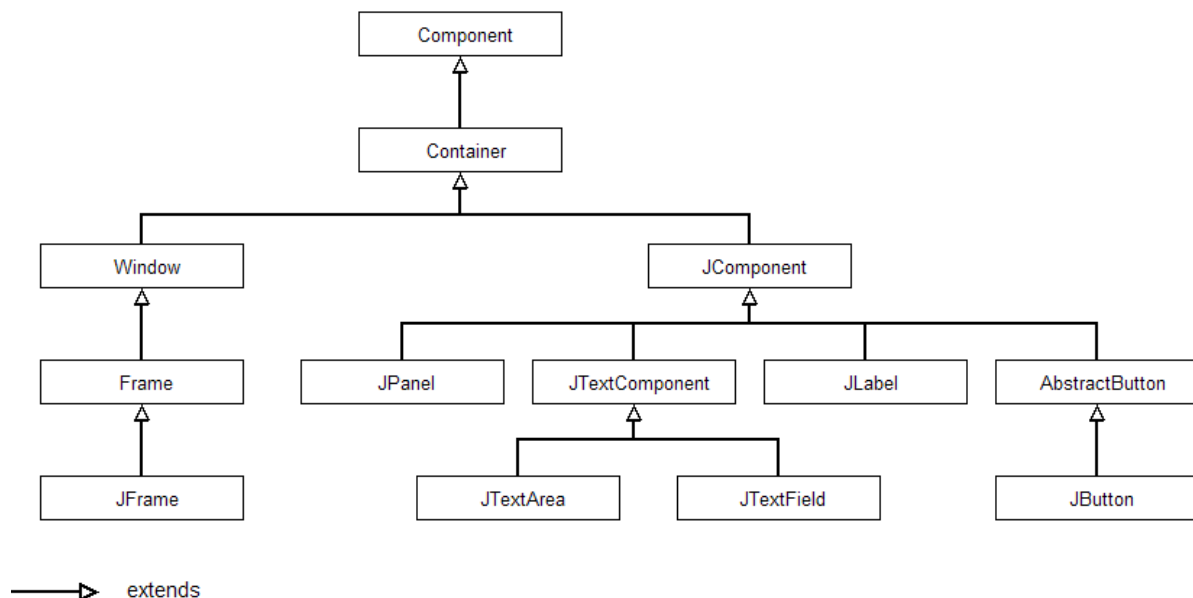 Component
Container
Window
JComponent
Frame
JPanel
JTextComponent
JLabel
AbstractButton
JFrame
JTextArea
JTextField
JButton
extends